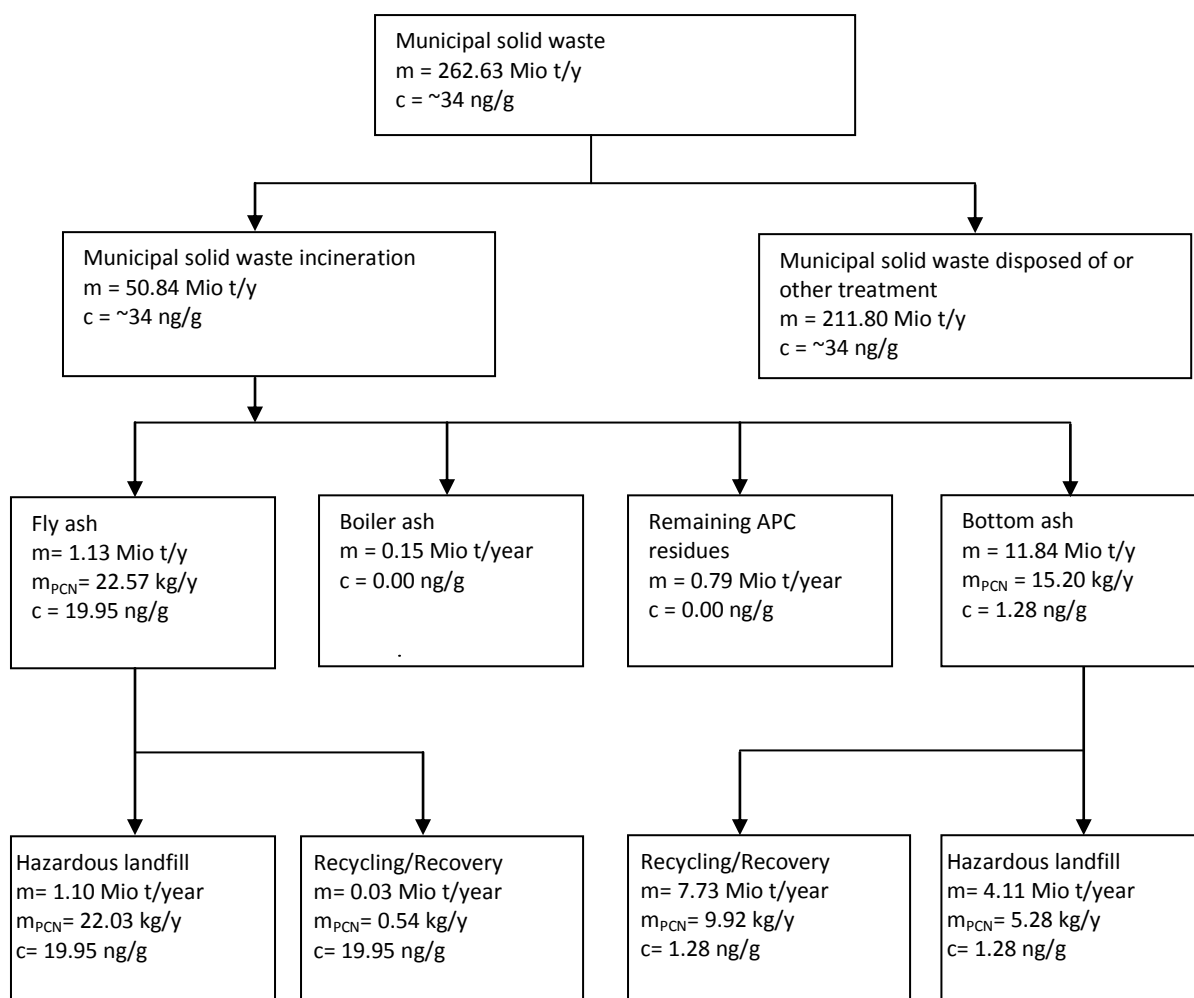 Municipal solid waste
m = 262.63 Mio t/y
c = ~34 ng/g
Municipal solid waste incineration
m = 50.84 Mio t/y
c = ~34 ng/g
Municipal solid waste disposed of or
other treatment
m = 211.80 Mio t/y
c = ~34 ng/g
Fly ash
m= 1.13 Mio t/y
mPCN= 22.57 kg/y
c = 19.95 ng/g
Boiler ash
m = 0.15 Mio t/year
c = 0.00 ng/g
.
Remaining APC
residues
m = 0.79 Mio t/year
c = 0.00 ng/g
Bottom ash
m = 11.84 Mio t/y
mPCN = 15.20 kg/y
c = 1.28 ng/g
Hazardous landfill
m= 1.10 Mio t/year
mPCN= 22.03 kg/y
c= 19.95 ng/g
Recycling/Recovery
m= 0.03 Mio t/year
mPCN= 0.54 kg/y
c= 19.95 ng/g
Recycling/Recovery
m= 7.73 Mio t/year
mPCN= 9.92 kg/y
c= 1.28 ng/g
Hazardous landfill
m= 4.11 Mio t/year
mPCN= 5.28 kg/y
c= 1.28 ng/g